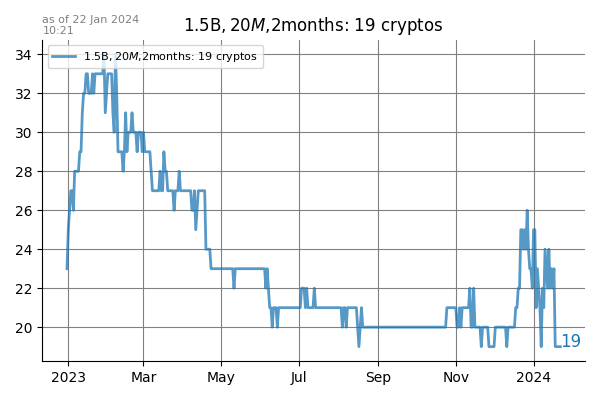 as of 22 Jan 2024
10:21
1.5B, 20M,2months: 19 cryptos
1.5B, 20M,2months: 19 cryptos
34
32
30
28
26
24
22
20
19
2023 Mar May Jul Sep Nov 2024